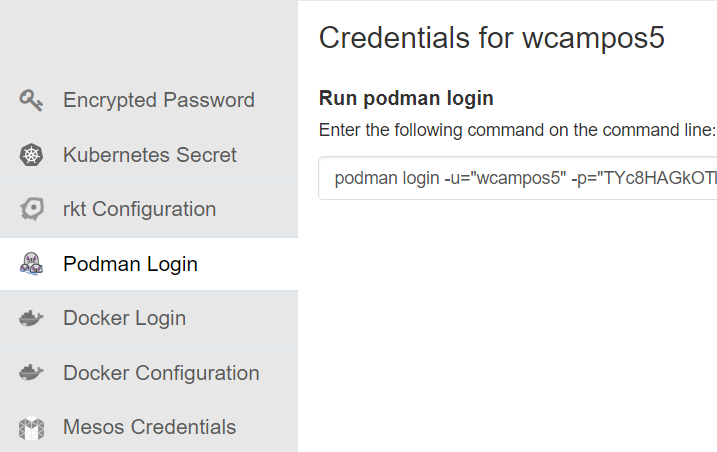 Credentials for wcampos5
Encrypted Password
Kubernetes Secret
rkt Configuration
Podman Login
Docker Login
Docker Configuration
Mesos Credentials
Run podman login
Enter the following command on the command line:
podman login -u="wcampos5" -p="TYc8HAGkOT